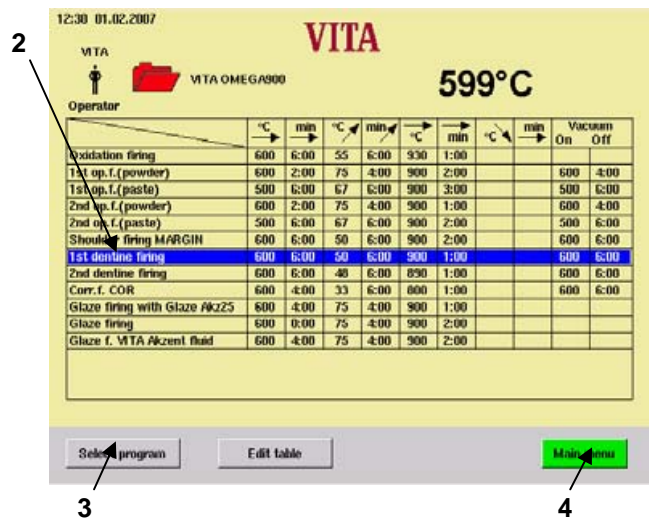 12:30 01.02.2007
VITA
2
VITA
VITA OMEGA900
599°C
Operator
°C min °C min °C min °C min Vacuum
On Off
Oxidation firing 600 6:00 55 6:00 930 1:00
1st op.f.(powder) 600 2:00 75 4:00 900 2:00 600 4:00
1st op.f.(paste) 500 6:00 67 6:00 900 3:00 500 6:00
2nd op.f.(powder) 600 2:00 75 4:00 900 1:00 600 4:00
2nd op.f.(paste) 500 6:00 67 6:00 900 2:00 500 6:00
Shoulder firing MARGIN 600 6:00 50 6:00 900 2:00 600 6:00
1st dentine firing 600 6:00 50 6:00 900 1:00 600 6:00
2nd dentine firing 600 6:00 48 6:00 890 1:00 600 6:00
Corr.f. COR 600 4:00 33 6:00 800 1:00 600 6:00
Glaze firing with Glaze Akz25 600 4:00 75 4:00 900 1:00
Glaze firing 600 0:00 75 4:00 900 2:00
Glaze f. VITA Akzent fluid 600 4:00 75 4:00 900 2:00
Select program Edit table Main menu
3 4